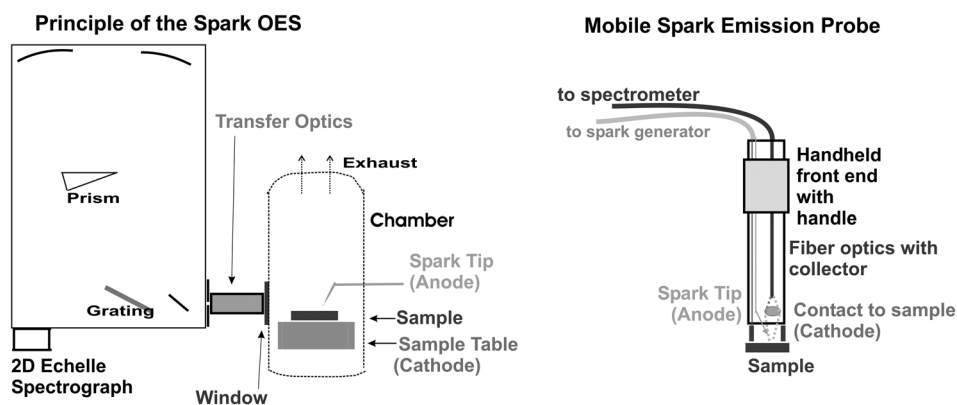 Principle of the Spark OES
Transfer Optics
Exhaust
Prism
Chamber
Spark Tip
(Anode)
Grating
Sample
Sample Table
(Cathode)
2D Echelle
Spectrograph
Window
Mobile Spark Emission Probe
to spectrometer
to spark generator
Handheld
front end
with
handle
Fiber optics with
collector
Spark Tip
(Anode)
Contact to sample
(Cathode)
Sample